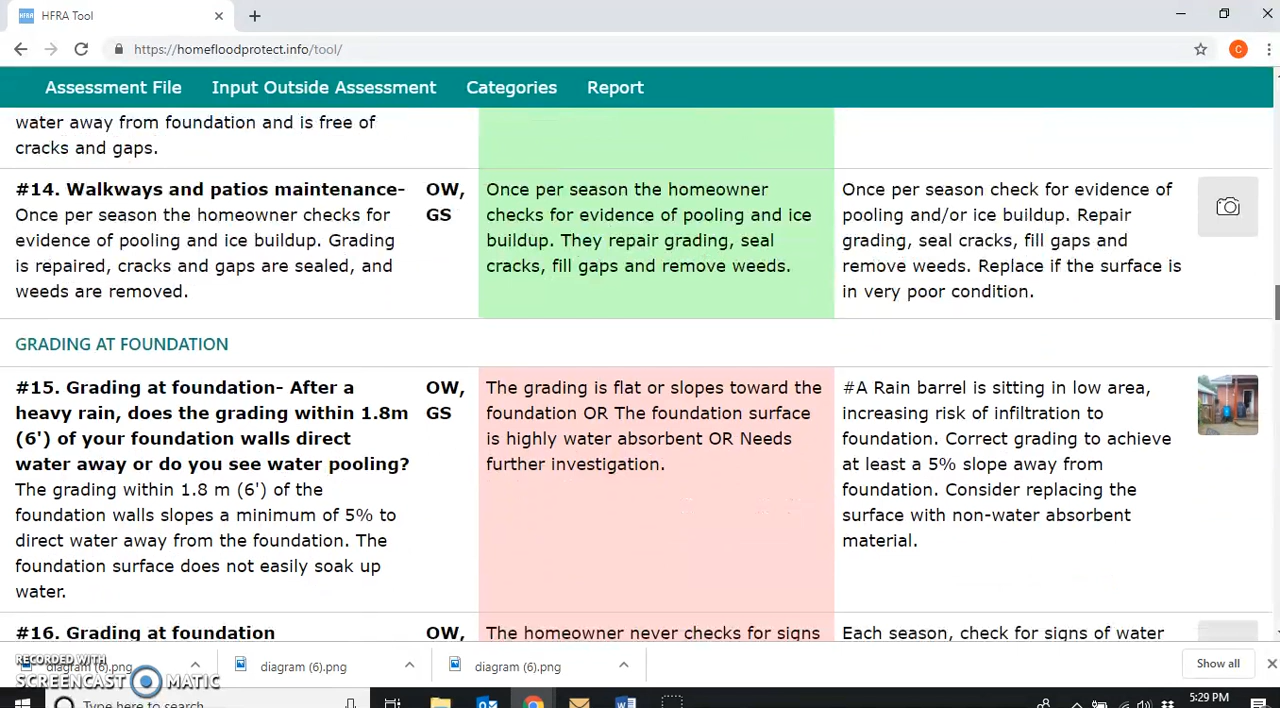 HFRA Tool
https://homefloodprotect.info/tool/
C
Assessment File Input Outside Assessment Categories Report
water away from foundation and is free of
cracks and gaps.
#14. Walkways and patios maintenance-
Once per season the homeowner checks for
evidence of pooling and ice buildup. Grading
is repaired, cracks and gaps are sealed, and
weeds are removed.
OW,
GS
Once per season the homeowner
checks for evidence of pooling and ice
buildup. They repair grading, seal
cracks, fill gaps and remove weeds.
Once per season check for evidence of
pooling and/or ice buildup. Repair
grading, seal cracks, fill gaps and
remove weeds. Replace if the surface is
in very poor condition.
GRADING AT FOUNDATION
#15. Grading at foundation- After a
heavy rain, does the grading within 1.8m
(6') of your foundation walls direct
water away or do you see water pooling?
The grading within 1.8 m (6') of the
foundation walls slopes a minimum of 5% to
direct water away from the foundation. The
foundation surface does not easily soak up
water.
OW,
GS
The grading is flat or slopes toward the
foundation OR The foundation surface
is highly water absorbent OR Needs
further investigation.
#A Rain barrel is sitting in low area,
increasing risk of infiltration to
foundation. Correct grading to achieve
at least a 5% slope away from
foundation. Consider replacing the
surface with non-water absorbent
material.
#16. Grading at foundation
OW,
The homeowner never checks for signs
Each season, check for signs of water
RECORDED WITH
SCREENCAST MATIC
diagram (6).png
diagram (6).png
diagram (6).png
Show all
Type here to search
5:29 PM